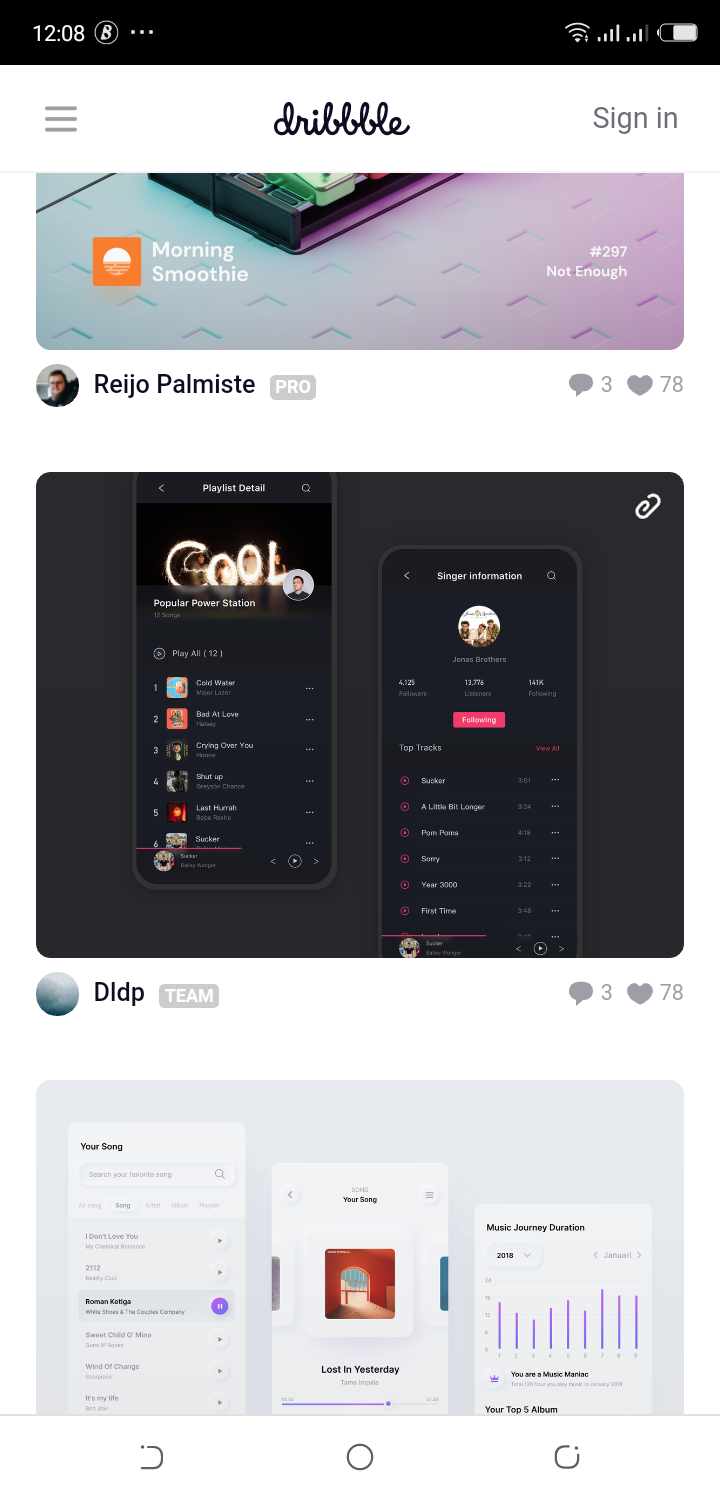 12:08
dribbble
Sign in
Morning
Smoothie
#297
Not Enough
Reijo Palmiste PRO
3 78
Playlist Detail
COOL
Popular Power Station
12 Songs
Play All ( 12 )
1 Cold Water
Major Lazer
2 Bad At Love
Halsey
3 Crying Over You
Honne
4 Shut up
Greyson Chance
5 Last Hurrah
Bebe Rexha
6 Sucker
Sucker
Bailey Wonger
Singer information
Jonas Brothers
4,125 13,776 141K
Followers Listeners Following
Following
Top Tracks View All
Sucker 3:01
A Little Bit Longer 3:24
Pom Poms 4:18
Sorry 3:12
Year 3000 3:22
First Time 3:48
Sucker
Bailey Wonger
Dldp TEAM
3 78
Your Song
Search your favorite song
All song Song Artist Album Playlist
I Don't Love You
My Chemical Romance
2112
Reality Club
Roman Ketiga
White Shoes & The Couples Company
Sweet Child O' Mine
Guns N' Roses
Wind Of Change
Scorpions
It's my life
Bon Jovi
SONG
Your Song
Lost In Yesterday
Tame Impala
Music Journey Duration
2018 Januari
24
18
12
6
0
1 2 3 4 5 6 7 8 9
You are a Music Maniac
Total 120 hour you play music in January 2018
Your Top 5 Album